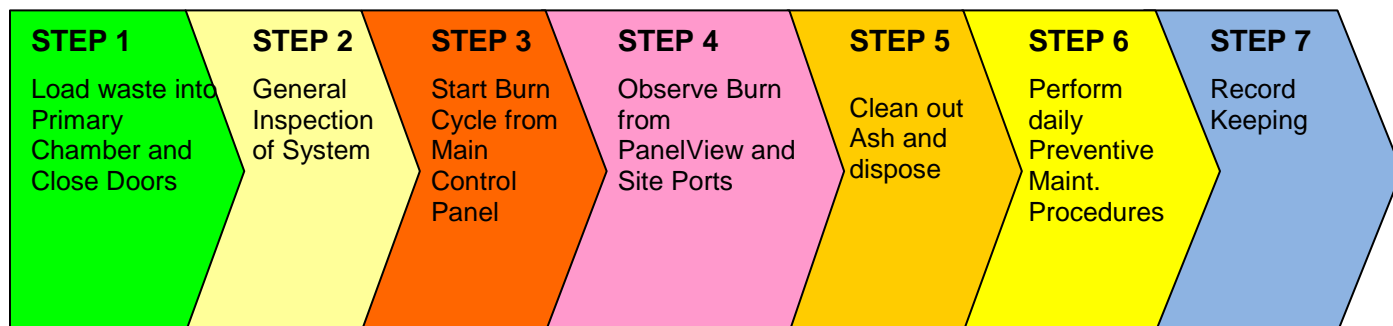 STEP 1
Load waste into
Primary
Chamber and
Close Doors
STEP 2
General
Inspection
of System
STEP 3
Start Burn
Cycle from
Main
Control
Panel
STEP 4
Observe Burn
from
PanelView and
Site Ports
STEP 5
Clean out
Ash and
dispose
STEP 6
Perform
daily
Preventive
Maint.
Procedures
STEP 7
Record
Keeping